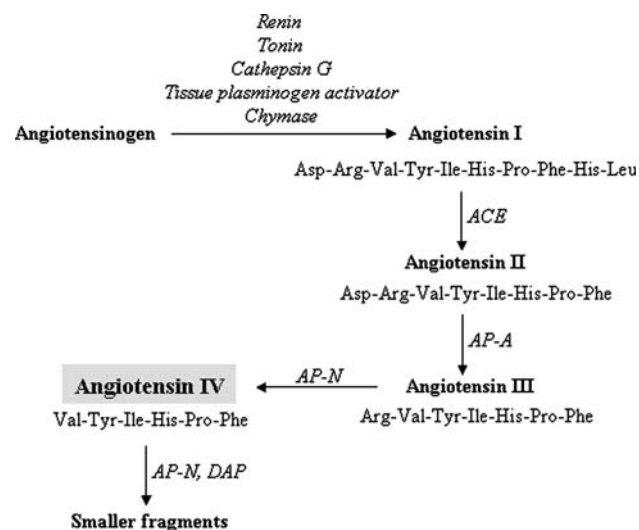 Renin
Tonin
Cathepsin G
Tissue plasminogen activator
Chymase
Angiotensinogen
Angiotensin I
Asp-Arg-Val-Tyr-Ile-His-Pro-Phe-His-Leu
ACE
Angiotensin II
Asp-Arg-Val-Tyr-Ile-His-Pro-Phe
AP-A
Angiotensin IV
AP-N
Angiotensin III
Val-Tyr-Ile-His-Pro-Phe
Arg-Val-Tyr-Ile-His-Pro-Phe
AP-N, DAP
Smaller fragments